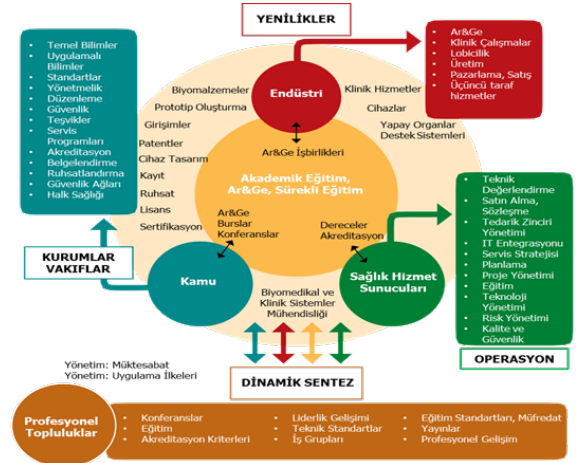 YENİLİKLER
• Temel Bilimler
• Uygulamalı
Bilimler
• Standartlar
• Yönetmelik
• Düzenleme
• Güvenlik
• Teşvikler
• Servis
Programları
• Akreditasyon
• Belgelendirme
• Ruhsatlandırma
• Güvenlik Ağları
• Halk Sağlığı
KURUMLAR
VAKIFLAR
• Ar&Ge
• Klinik Çalışmalar
• Lobicilik
• Üretim
• Pazarlama, Satış
• Üçüncü taraf
hizmetler
Endüstri
Biyomalzemeler
Prototip Oluşturma
Girişimler
Patentler
Cihaz Tasarım
Kayıt
Ruhsat
Lisans
Sertifikasyon
Klinik Hizmetler
Cihazlar
Yapay Organlar
Destek Sistemleri
Ar&Ge İşbirlikleri
Akademik Eğitim,
Ar&Ge, Sürekli Eğitim
Ar&Ge
Burslar
Konferanslar
Dereceler
Akreditasyon
Kamu
Sağlık Hizmet
Sunucuları
Biyomedikal ve
Klinik Sistemler
Mühendisliği
• Teknik
Değerlendirme
• Satın Alma,
Sözleşme
• Tedarik Zinciri
Yönetimi
• IT Entegrasyonu
• Servis Stratejisi
• Planlama
• Proje Yönetimi
• Eğitim
• Teknoloji
Yönetimi
• Risk Yönetimi
• Kalite ve
Güvenlik
OPERASYON
Yönetim: Müktesabat
Yönetim: Uygulama İlkeleri
DİNAMİK SENTEZ
Profesyonel
Topluluklar
• Konferanslar
• Eğitim
• Akreditasyon Kriterleri
• Liderlik Gelişimi
• Teknik Standartlar
• İş Grupları
• Eğitim Standartları, Müfredat
• Yayınlar
• Profesyonel Gelişim